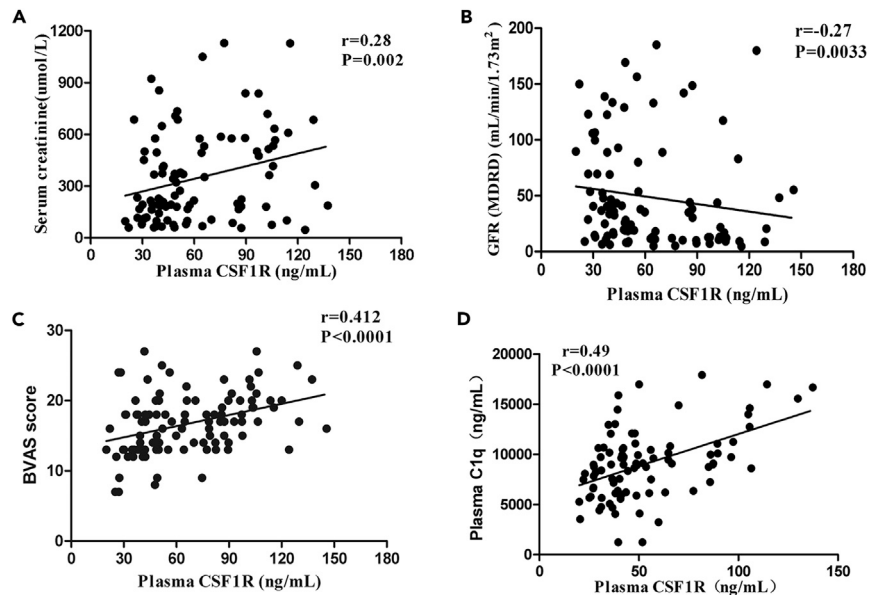 A
r=0.28
P=0.002
Serum creatinine(umol/L)
1200
900
600
300
0
0 30 60 90 120 150 180
Plasma CSF1R (ng/mL)
B
r=-0.27
P=0.0033
GFR (MDRD) (mL/min/1.73m²)
200
150
100
50
0
0 30 60 90 120 150 180
Plasma CSF1R (ng/mL)
C
r=0.412
P<0.0001
BVAS score
30
20
10
0
0 30 60 90 120 150 180
Plasma CSF1R (ng/mL)
D
r=0.49
P<0.0001
Plasma C1q（ng/mL）
20000
15000
10000
5000
0
0 50 100 150
Plasma CSF1R（ng/mL）